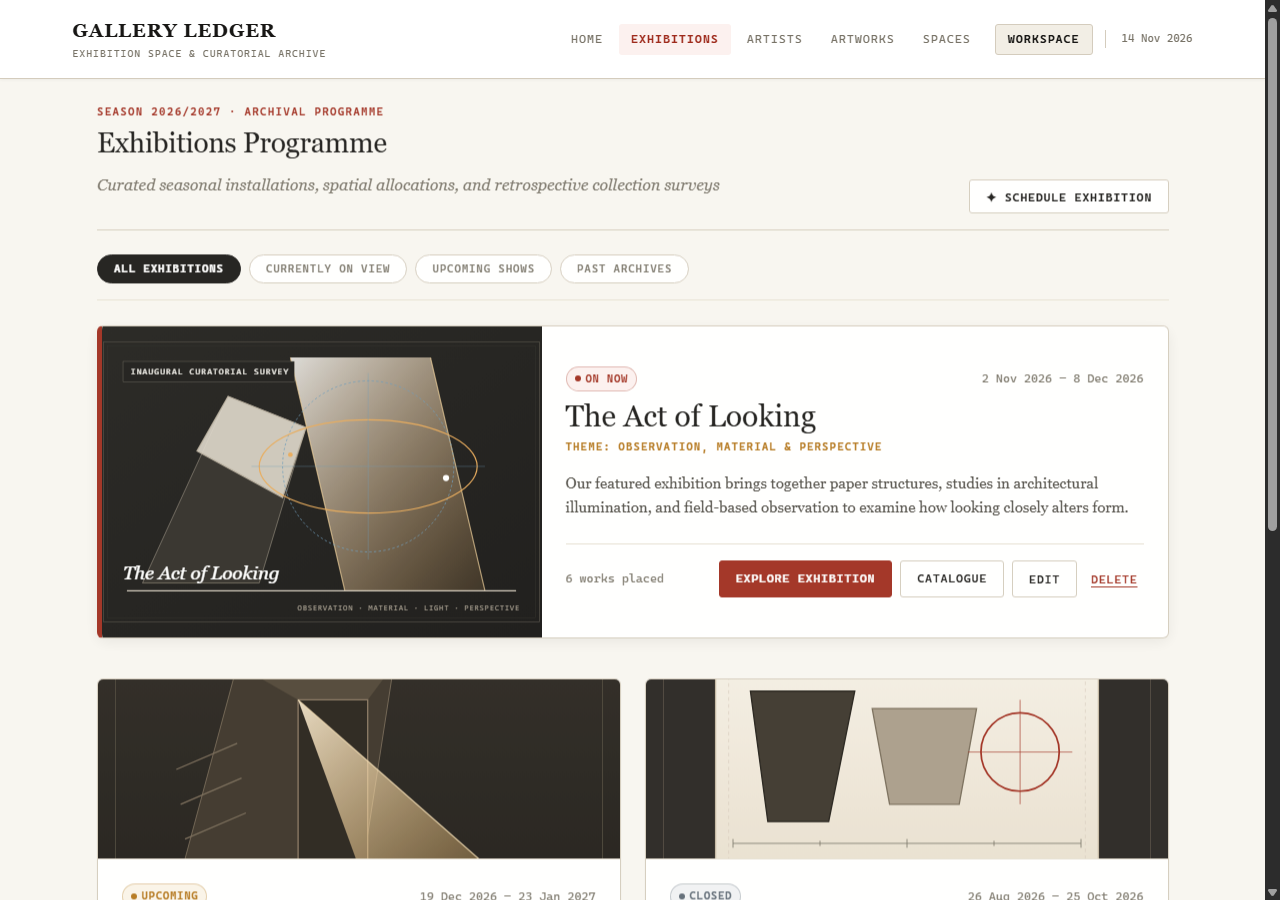 GALLERY LEDGER
EXHIBITION SPACE & CURATORIAL ARCHIVE
HOME EXHIBITIONS ARTISTS ARTWORKS SPACES WORKSPACE 14 Nov 2026
SEASON 2026/2027 · ARCHIVAL PROGRAMME
Exhibitions Programme
Curated seasonal installations, spatial allocations, and retrospective collection surveys
✦ SCHEDULE EXHIBITION
ALL EXHIBITIONS CURRENTLY ON VIEW UPCOMING SHOWS PAST ARCHIVES
INAUGURAL CURATORIAL SURVEY
The Act of Looking
OBSERVATION · MATERIAL · LIGHT · PERSPECTIVE
ON NOW 2 Nov 2026 — 8 Dec 2026
The Act of Looking
THEME: OBSERVATION, MATERIAL & PERSPECTIVE
Our featured exhibition brings together paper structures, studies in architectural
illumination, and field-based observation to examine how looking closely alters form.
6 works placed EXPLORE EXHIBITION CATALOGUE EDIT DELETE
UPCOMING 19 Dec 2026 — 23 Jan 2027
CLOSED 26 Aug 2026 — 25 Oct 2026